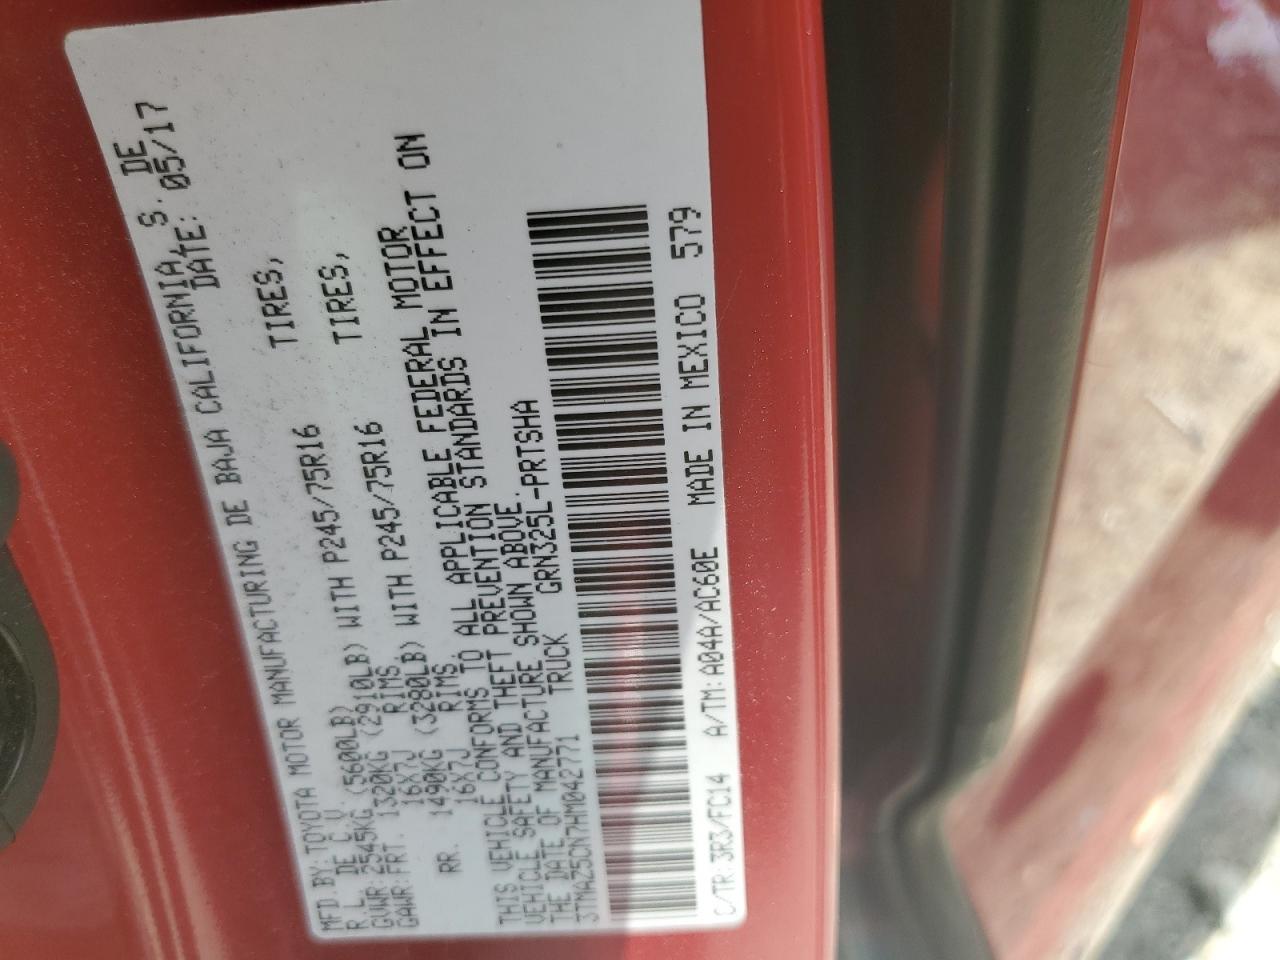 MFD. BY: TOYOTA MOTOR MANUFACTURING DE BAJA CALIFORNIA, S. DE
R.L. DE C.V. DATE: 05/17
GVWR: 2545KG (5600LB)
GAWR: FRT. 1320KG (2910LB) WITH P245/75R16 TIRES,
16X7J RIMS,
RR. 1490KG (3280LB) WITH P245/75R16 TIRES,
16X7J RIMS.
THIS VEHICLE CONFORMS TO ALL APPLICABLE FEDERAL MOTOR
VEHICLE SAFETY AND THEFT PREVENTION STANDARDS IN EFFECT ON
THE DATE OF MANUFACTURE SHOWN ABOVE.
3TMAZ5CN7HM042771 TRUCK GRN325L-PRTSHA
C/TR: 3R3/FC14 A/TM: A04A/AC60E MADE IN MEXICO 579